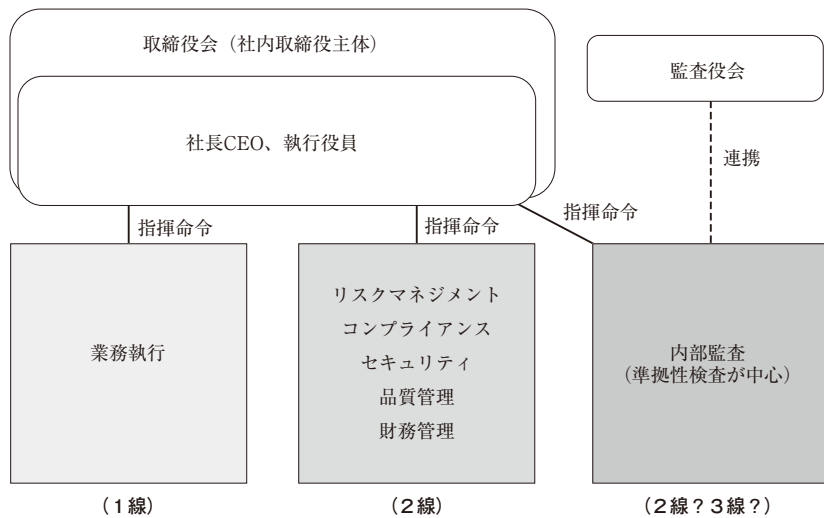 取締役会（社内取締役主体）
監査役会
社長CEO、執行役員
連携
指揮命令
指揮命令
指揮命令
業務執行
リスクマネジメント
コンプライアンス
セキュリティ
品質管理
財務管理
内部監査
（準拠性検査が中心）
（1線）
（2線）
（2線？3線？）